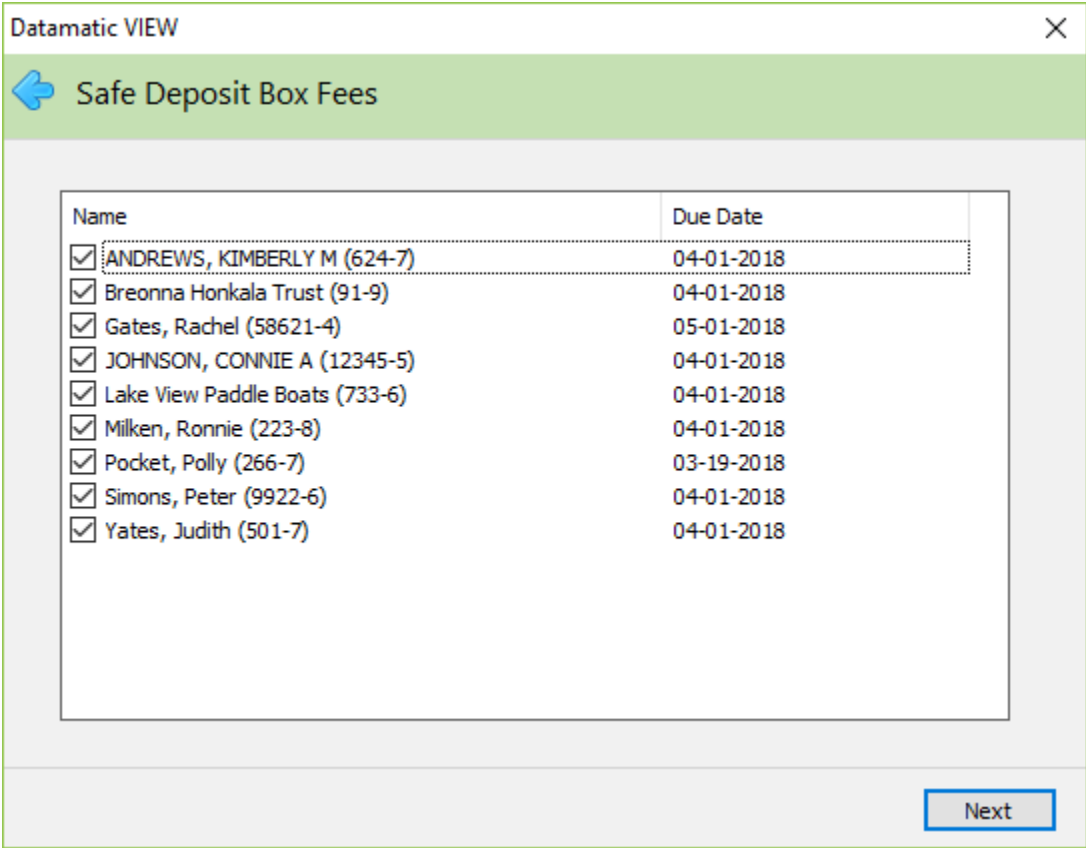 Datamatic VIEW
Safe Deposit Box Fees
Name Due Date
ANDREWS, KIMBERLY M (624-7) 04-01-2018
Breonna Honkala Trust (91-9) 04-01-2018
Gates, Rachel (58621-4) 05-01-2018
JOHNSON, CONNIE A (12345-5) 04-01-2018
Lake View Paddle Boats (733-6) 04-01-2018
Milken, Ronnie (223-8) 04-01-2018
Pocket, Polly (266-7) 03-19-2018
Simons, Peter (9922-6) 04-01-2018
Yates, Judith (501-7) 04-01-2018
Next